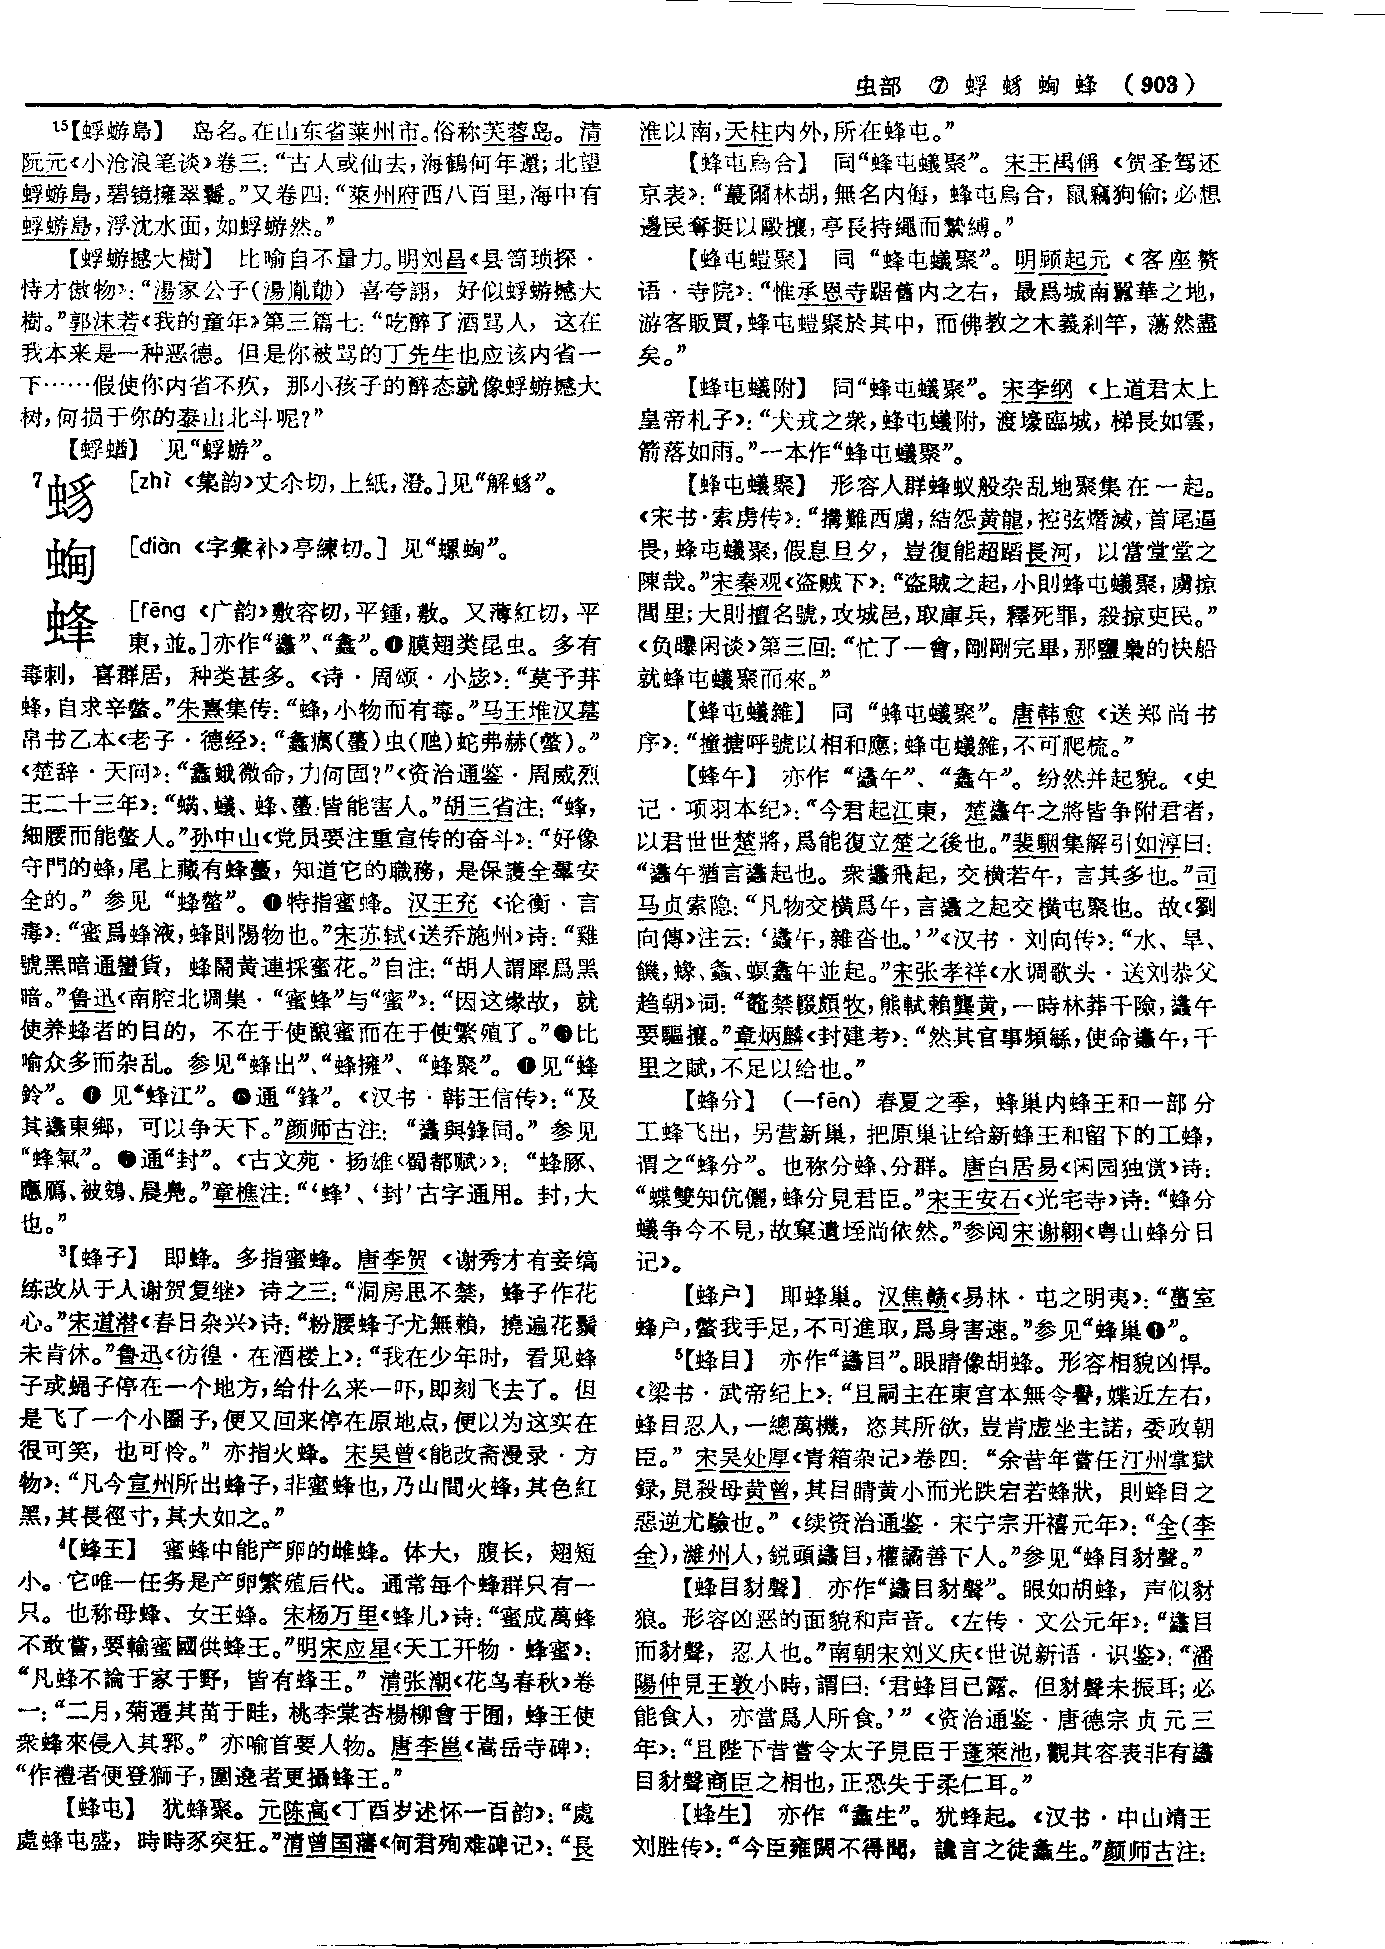 虫部 ⑦ 蜉 𧋦 蜔 蜂 (903)
15【蜉蝣島】 岛名。在山东省莱州市。俗称芙蓉岛。清
阮元《小沧浪笔谈》卷三：“古人或仙去，海鶴何年還；北望
蜉蝣島，碧镜擁翠鬟。”又卷四：“萊州府西八百里，海中有
蜉蝣島，浮沈水面，如蜉蝣然。”
【蜉蝣撼大樹】 比喻自不量力。明刘昌《县笥琐探·
恃才傲物》：“湯家公子(湯胤勣) 喜夸詡，好似蜉蝣撼大
樹。”郭沫若《我的童年》第三篇七：“吃醉了酒骂人，这在
我本来是一种恶德。但是你被骂的丁先生也应该内省一
下……假使你内省不疚，那小孩子的醉态就像蜉蝣撼大
树，何损于你的泰山北斗呢？”
【蜉蝤】 见“蜉蝣”。
7 [zhì 《集韵》丈尒切，上紙，澄。]见“解𧋦”。
蜔 [diàn 《字彙补》亭練切。] 见“螺蜔”。
蜂 [fēng 《广韵》敷容切，平鍾，敷。又薄紅切，平
東，並。]亦作“蠭”、“螽”。❶膜翅类昆虫。多有
毒刺，喜群居，种类甚多。《诗·周颂·小毖》：“莫予荓
蜂，自求辛螫。”朱熹集传：“蜂，小物而有毒。”马王堆汉墓
帛书乙本《老子·德经》：“螽癘(蠆)虫(虺)蛇弗赫(螫)。”
《楚辞·天问》：“螽蛾微命，力何固？”《资治通鉴·周威烈
王二十三年》：“蜹、蟻、蜂、蠆皆能害人。”胡三省注：“蜂，
細腰而能螫人。”孙中山《党员要注重宣传的奋斗》：“好像
守門的蜂，尾上藏有蜂蠆，知道它的職務，是保護全羣安
全的。” 参见 “蜂螫”。❷特指蜜蜂。汉王充 《论衡·言
毒》：“蜜爲蜂液，蜂則陽物也。”宋苏轼《送乔施州》诗：“雞
號黑暗通蠻貨，蜂鬧黄連採蜜花。”自注：“胡人謂犀爲黑
暗。”鲁迅《南腔北调集·“蜜蜂”与“蜜”》：“因这缘故，就
使养蜂者的目的，不在于使酿蜜而在于使繁殖了。”❸比
喻众多而杂乱。参见“蜂出”、“蜂擁”、“蜂聚”。❹见“蜂
鈴”。❺见“蜂江”。❻通“鋒”。《汉书·韩王信传》：“及
其蠭東鄉，可以争天下。”颜师古注：“蠭與鋒同。”参见
“蜂氣”。❼通“封”。《古文苑·扬雄〈蜀都赋〉》：“蜂豚、
應鴈、被鵕、晨鳧。”章樵注：“‘蜂’、‘封’古字通用。封，大
也。”
3【蜂子】 即蜂。多指蜜蜂。唐李贺 《谢秀才有妾缟
练改从于人谢贺复继》 诗之三：“洞房思不禁，蜂子作花
心。”宋道潜《春日杂兴》诗：“粉腰蜂子尤無賴，撓遍花鬚
未肯休。”鲁迅《彷徨·在酒楼上》：“我在少年时，看见蜂
子或蝇子停在一个地方，给什么来一吓，即刻飞去了。但
是飞了一个小圈子，便又回来停在原地点，便以为这实在
很可笑，也可怜。” 亦指火蜂。宋吴曾《能改斋漫录·方
物》：“凡今宣州所出蜂子，非蜜蜂也，乃山間火蜂，其色紅
黑，其長徑寸，其大如之。”
4【蜂王】 蜜蜂中能产卵的雌蜂。体大，腹长，翅短
小。它唯一任务是产卵繁殖后代。通常每个蜂群只有一
只。也称母蜂、女王蜂。宋杨万里《蜂儿》诗：“蜜成萬蜂
不敢嘗，要輸蜜國供蜂王。”明宋应星《天工开物·蜂蜜》：
“凡蜂不論于家于野，皆有蜂王。” 清张潮《花鸟春秋》卷
一：“二月，菊遷其苗于畦，桃李棠杏楊柳會于囿，蜂王使
衆蜂來侵入其郛。” 亦喻首要人物。唐李邕《嵩岳寺碑》：
“作禮者便登獅子，圍遶者更攝蜂王。”
【蜂屯】 犹蜂聚。元陈高《丁酉岁述怀一百韵》：“處
處蜂屯盛，時時豕突狂。”清曾国藩《何君殉难碑记》：“長
淮以南，天柱内外，所在蜂屯。”
【蜂屯烏合】 同“蜂屯蟻聚”。宋王禹偁 《贺圣驾还
京表》：“蕞爾林胡，無名内侮，蜂屯烏合，鼠竊狗偷；必想
邊民奪挺以毆攘，亭長持繩而縶縛。”
【蜂屯螘聚】 同 “蜂屯蟻聚”。明顾起元 《客座赘
语·寺院》：“惟承恩寺踞舊内之右，最爲城南囂華之地，
游客販賈，蜂屯螘聚於其中，而佛教之木義刹竿，蕩然盡
矣。”
【蜂屯蟻附】 同“蜂屯蟻聚”。宋李纲 《上道君太上
皇帝札子》：“犬戎之衆，蜂屯蟻附，渡壕臨城，梯長如雲，
箭落如雨。”一本作“蜂屯蟻聚”。
【蜂屯蟻聚】 形容人群蜂蚁般杂乱地聚集在一起。
《宋书·索虏传》：“搆難西虜，結怨黄龍，控弦熸滅，首尾逼
畏，蜂屯蟻聚，假息旦夕，豈復能超蹈長河，以當堂堂之
陳哉。”宋秦观《盗贼下》：“盗賊之起，小則蜂屯蟻聚，虜掠
閭里；大則擅名號，攻城邑，取庫兵，釋死罪，殺掠吏民。”
《负曝闲谈》第三回：“忙了一會，剛剛完畢，那鹽梟的快船
就蜂屯蟻聚而來。”
【蜂屯蟻雜】 同 “蜂屯蟻聚”。唐韩愈 《送郑尚书
序》：“撞搪呼號以相和應；蜂屯蟻雜，不可爬梳。”
【蜂午】 亦作 “蠭午”、“螽午”。纷然并起貌。《史
记·项羽本纪》：“今君起江東，楚蠭午之將皆争附君者，
以君世世楚將，爲能復立楚之後也。”裴駰集解引如淳曰：
“蠭午猶言蠭起也。衆蠭飛起，交横若午，言其多也。”司
马贞索隐：“凡物交横爲午，言蠭之起交横屯聚也。故《劉
向傳》注云：‘蠭午，雜沓也。’”《汉书·刘向传》：“水、旱、
饑，蝝、螽、螟螽午並起。”宋张孝祥《水调歌头·送刘恭父
趋朝》词：“鼇禁輟頗牧，熊軾賴龔黄，一時林莽千險，蠭午
要驅攘。”章炳麟《封建考》：“然其官事頻繇，使命蠭午，千
里之賦，不足以给也。”
【蜂分】 (—fēn) 春夏之季，蜂巢内蜂王和一部分
工蜂飞出，另营新巢，把原巢让给新蜂王和留下的工蜂，
谓之“蜂分”。也称分蜂、分群。唐白居易《闲园独赏》诗：
“蝶雙知伉儷，蜂分見君臣。”宋王安石《光宅寺》诗：“蜂分
蟻争今不見，故窠遺垤尚依然。”参阅宋谢翱《粤山蜂分日
记》。
【蜂户】 即蜂巢。汉焦赣《易林·屯之明夷》：“蠆室
蜂户，螫我手足，不可進取，爲身害速。”参见“蜂巢❶”。
5【蜂目】 亦作“蠭目”。眼睛像胡蜂。形容相貌凶悍。
《梁书·武帝纪上》：“且嗣主在東宫本無令譽，媟近左右，
蜂目忍人，一總萬機，恣其所欲，豈肯虚坐主諾，委政朝
臣。” 宋吴处厚《青箱杂记》卷四：“余昔年嘗任汀州掌獄
録，見殺母黄曾，其目睛黄小而光跌宕若蜂狀，則蜂目之
惡逆尤驗也。”《续资治通鉴·宋宁宗开禧元年》：“全(李
全)，濰州人，鋭頭蠭目，權譎善下人。”参见“蜂目豺聲。”
【蜂目豺聲】 亦作“蠭目豺聲”。眼如胡蜂，声似豺
狼。形容凶恶的面貌和声音。《左传·文公元年》：“蠭目
而豺聲，忍人也。”南朝宋刘义庆《世说新语·识鉴》：“潘
陽仲見王敦小時，謂曰：‘君蜂目已露，但豺聲未振耳；必
能食人，亦當爲人所食。’”《资治通鉴·唐德宗贞元三
年》：“且陛下昔嘗令太子見臣于蓬萊池，觀其容表非有蠭
目豺聲商臣之相也，正恐失于柔仁耳。”
【蜂生】 亦作 “螽生”。犹蜂起。《汉书·中山靖王
刘胜传》：“今臣雍閼不得聞，讒言之徒螽生。”颜师古注：